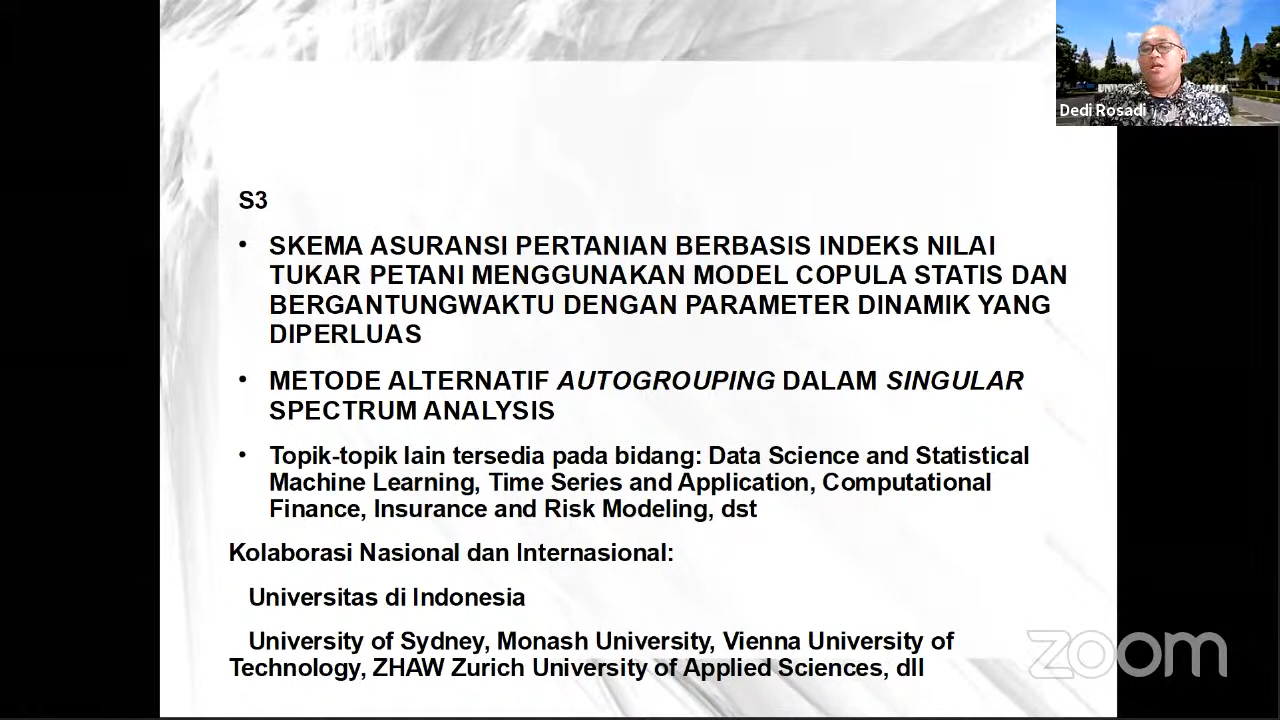 Dedi Rosadi
S3
• SKEMA ASURANSI PERTANIAN BERBASIS INDEKS NILAI
TUKAR PETANI MENGGUNAKAN MODEL COPULA STATIS DAN
BERGANTUNGWAKTU DENGAN PARAMETER DINAMIK YANG
DIPERLUAS
• METODE ALTERNATIF AUTOGROUPING DALAM SINGULAR
SPECTRUM ANALYSIS
• Topik-topik lain tersedia pada bidang: Data Science and Statistical
Machine Learning, Time Series and Application, Computational
Finance, Insurance and Risk Modeling, dst
Kolaborasi Nasional dan Internasional:
Universitas di Indonesia
University of Sydney, Monash University, Vienna University of
Technology, ZHAW Zurich University of Applied Sciences, dll
zoom